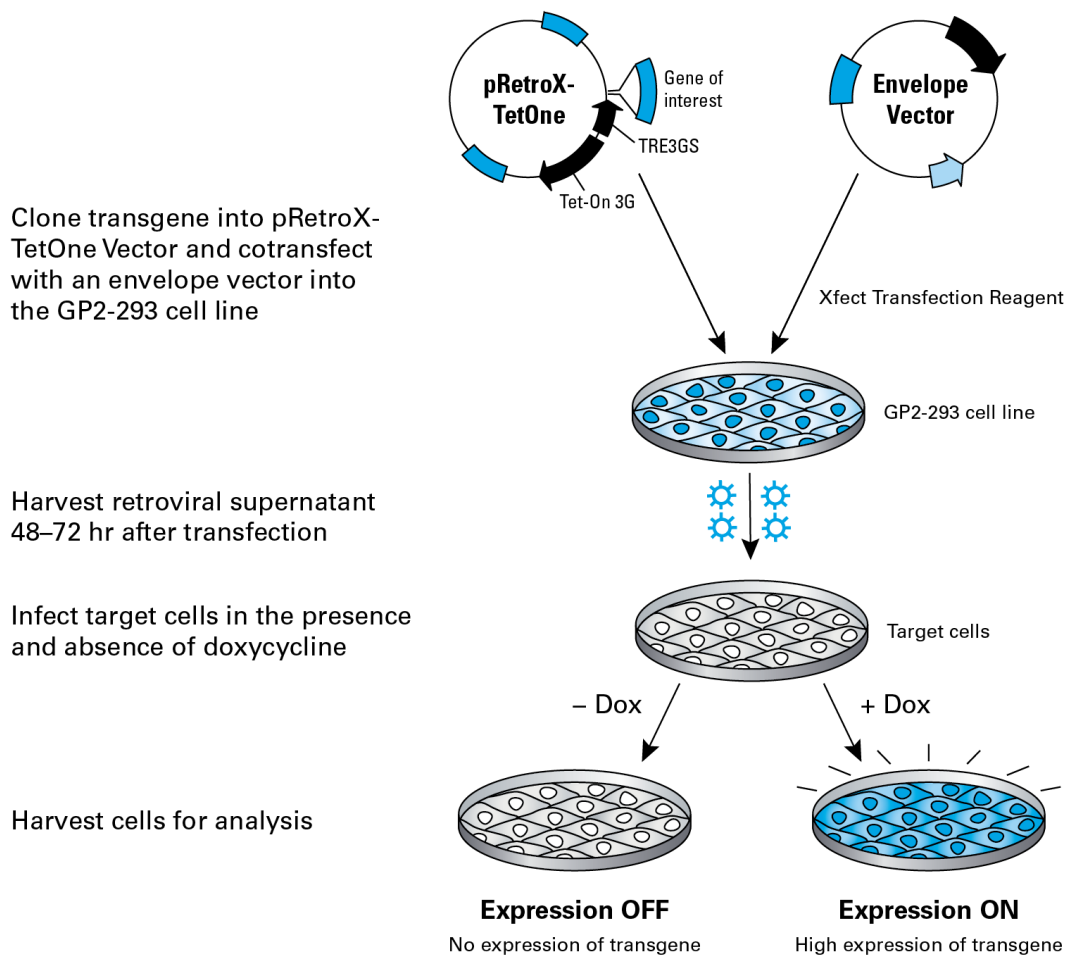 pRetroX-
TetOne
Gene of
interest
TRE3GS
Tet-On 3G
Envelope
Vector
Clone transgene into pRetroX-
TetOne Vector and cotransfect
with an envelope vector into
the GP2-293 cell line
Xfect Transfection Reagent
GP2-293 cell line
Harvest retroviral supernatant
48–72 hr after transfection
Infect target cells in the presence
and absence of doxycycline
Target cells
– Dox
+ Dox
Harvest cells for analysis
Expression OFF
No expression of transgene
Expression ON
High expression of transgene